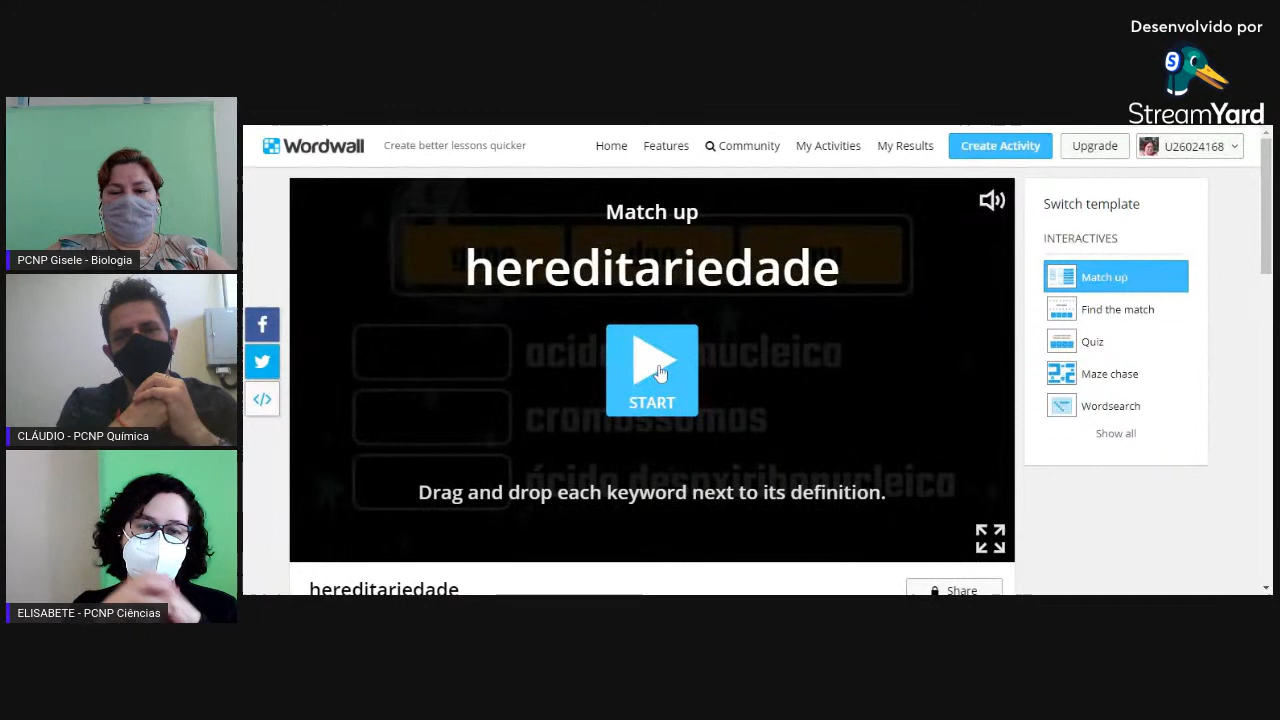 Desenvolvido por
StreamYard
PCNP Gisele - Biologia
CLÁUDIO - PCNP Química
ELISABETE - PCNP Ciências
Wordwall
Create better lessons quicker
Home
Features
Community
My Activities
My Results
Create Activity
Upgrade
U26024168
Match up
hereditariedade
START
cromossomos
ácido desoxiribonucleico
Drag and drop each keyword next to its definition.
hereditariedade
Share
Switch template
INTERACTIVES
Match up
Find the match
Quiz
Maze chase
Wordsearch
Show all